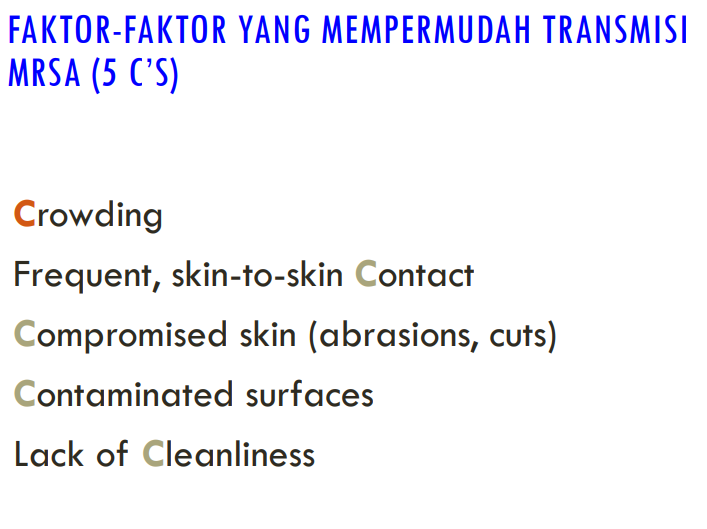 FAKTOR-FAKTOR YANG MEMPERMUDAH TRANSMISI
MRSA (5 C’S)
Crowding
Frequent, skin-to-skin Contact
Compromised skin (abrasions, cuts)
Contaminated surfaces
Lack of Cleanliness